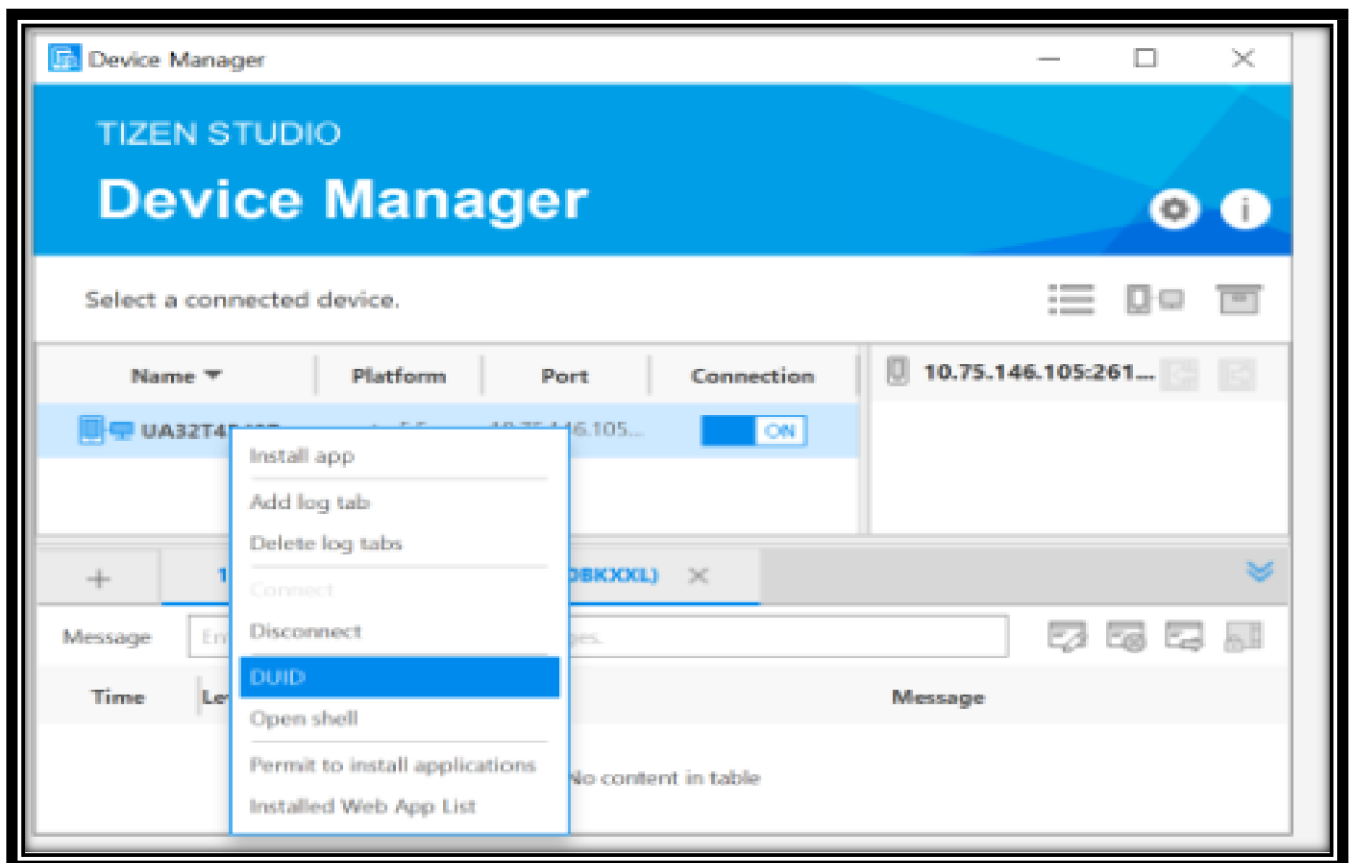 Device Manager
TIZEN STUDIO
Device Manager
i
Select a connected device.
Name Platform Port Connection
10.75.146.105:261...
ON
Install app
Add log tab
Delete log tabs
Connect
Disconnect
DUID
Open shell
Permit to install applications
Installed Web App List
+
Message
Time
Message
No content in table